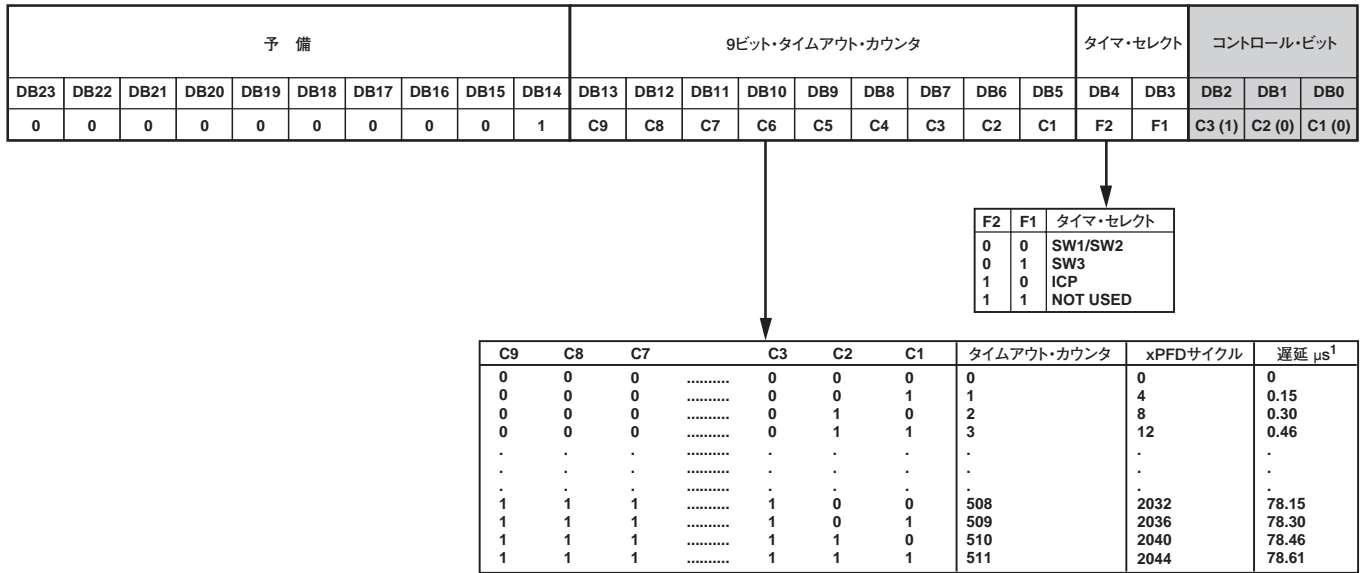 予 備 9ビット・タイムアウト・カウンタ タイマ・セレクト コントロール・ビット
DB23 DB22 DB21 DB20 DB19 DB18 DB17 DB16 DB15 DB14 DB13 DB12 DB11 DB10 DB9 DB8 DB7 DB6 DB5 DB4 DB3 DB2 DB1 DB0
0 0 0 0 0 0 0 0 0 1 C9 C8 C7 C6 C5 C4 C3 C2 C1 F2 F1 C3 (1) C2 (0) C1 (0)
F2 F1 タイマ・セレクト
0 0 SW1/SW2
0 1 SW3
1 0 ICP
1 1 NOT USED
C9 C8 C7 C3 C2 C1 タイムアウト・カウンタ xPFDサイクル 遅延 µs1
0 0 0 .......... 0 0 0 0 0 0
0 0 0 .......... 0 0 1 1 4 0.15
0 0 0 .......... 0 1 0 2 8 0.30
0 0 0 .......... 0 1 1 3 12 0.46
. . . .......... . . . . . .
. . . .......... . . . . . .
. . . .......... . . . . . .
1 1 1 .......... 1 0 0 508 2032 78.15
1 1 1 .......... 1 0 1 509 2036 78.30
1 1 1 .......... 1 1 0 510 2040 78.46
1 1 1 .......... 1 1 1 511 2044 78.61